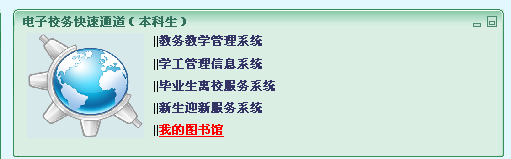 电子校务快速通道（本科生）
||教务教学管理系统
||学工管理信息系统
||毕业生离校服务系统
||新生迎新服务系统
||我的图书馆